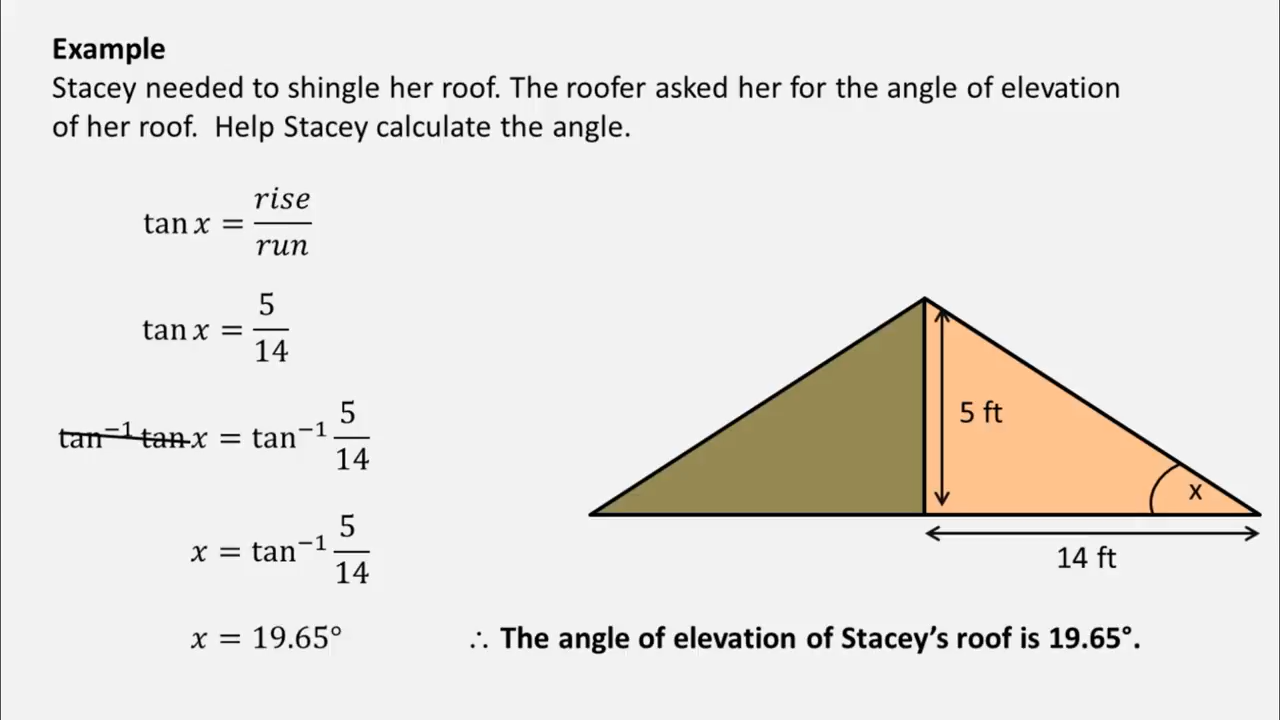 Example
Stacey needed to shingle her roof. The roofer asked her for the angle of elevation
of her roof. Help Stacey calculate the angle.
tan x = rise/run
tan x = 5/14
tan⁻¹ tan x = tan⁻¹ 5/14
x = tan⁻¹ 5/14
x = 19.65°
5 ft
x
14 ft
∴ The angle of elevation of Stacey’s roof is 19.65°.